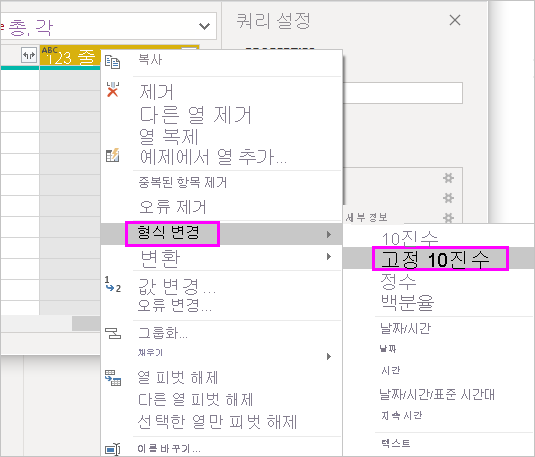 총, 각
쿼리 설정
ABC
123 줄
복사
제거
다른 열 제거
열 복제
예제에서 열 추가...
중복된 항목 제거
오류 제거
세부 정보
형식 변경
변환
값 변경...
오류 변경...
그룹화...
채우기
열 피벗 해제
다른 열 피벗 해제
선택한 열만 피벗 해제
이름 바꾸기...
10진수
고정 10진수
정수
백분율
날짜/시간
날짜
시간
날짜/시간/표준 시간대
지속 시간
텍스트